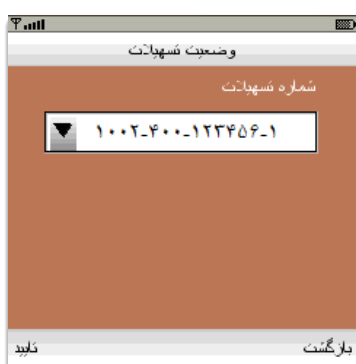 وضعیت تسهیلات
شماره تسهیلات
۱۰۰۲-۴۰۰-۱۲۳۴۵۶-۱
بازگشت تایید